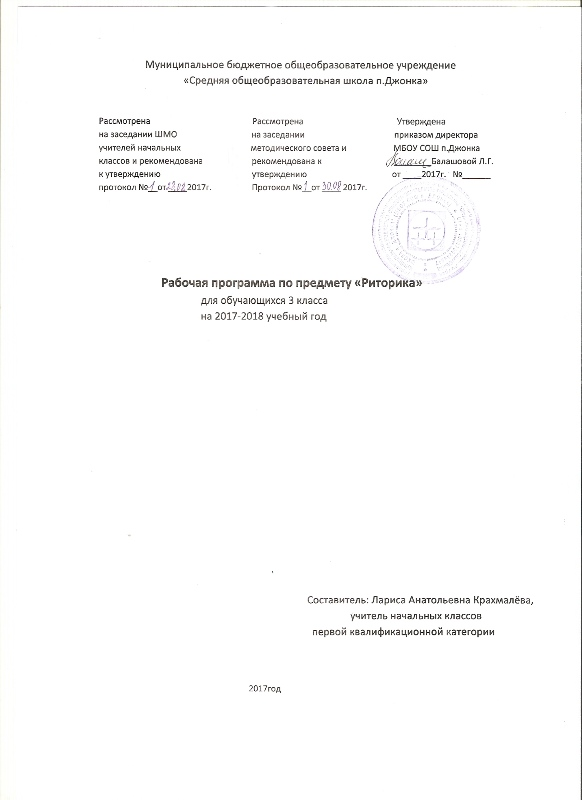 Муниципальное бюджетное общеобразовательное учреждение
«Средняя общеобразовательная школа п.Джонка»
Рассмотрена
на заседании ШМО
учителей начальных
классов и рекомендована
к утверждению
протокол №1 от 29.08 2017г.
Рассмотрена
на заседании
методического совета и
рекомендована к
утверждению
Протокол №1 от 30.08 2017г.
Утверждена
приказом директора
МБОУ СОШ п.Джонка
Балашовой Л.Г.
от ____2017г. №______
Рабочая программа по предмету «Риторика»
для обучающихся 3 класса
на 2017-2018 учебный год
Составитель: Лариса Анатольевна Крахмалёва,
учитель начальных классов
первой квалификационной категории
2017год